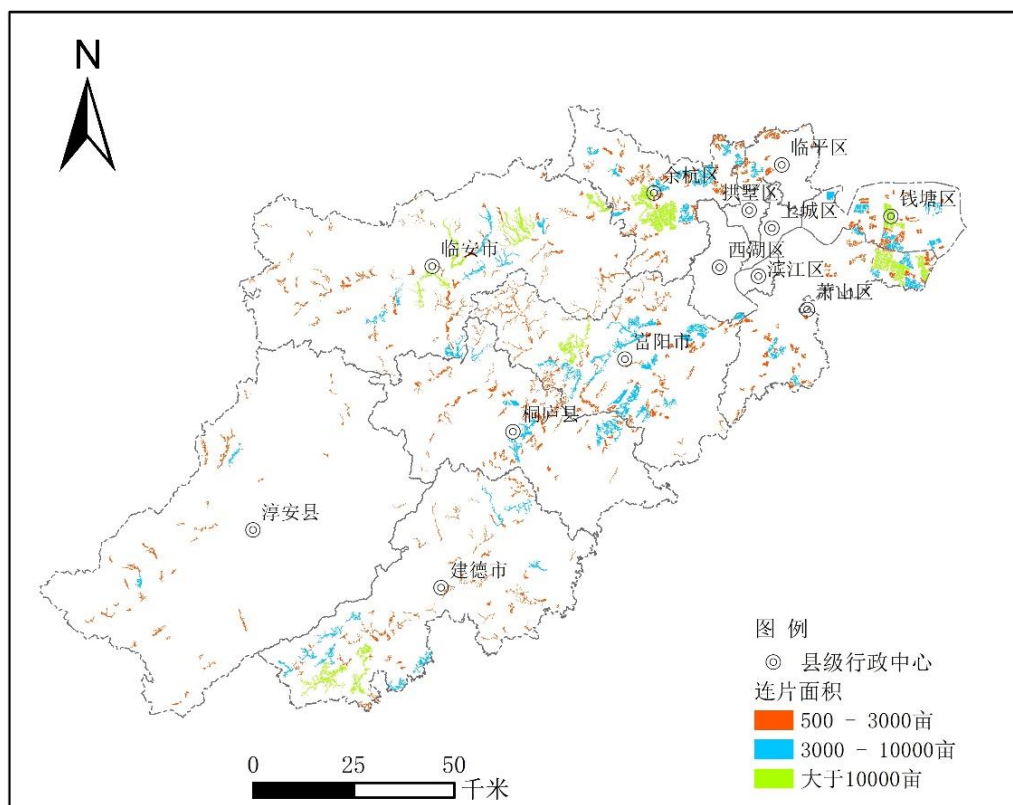 N
临平区
余杭区
拱墅区
上城区
钱塘区
西湖区
滨江区
临安市
萧山区
富阳市
桐庐县
淳安县
建德市
图 例
县级行政中心
连片面积
500 - 3000亩
3000 - 10000亩
大于10000亩
0 25 50
千米